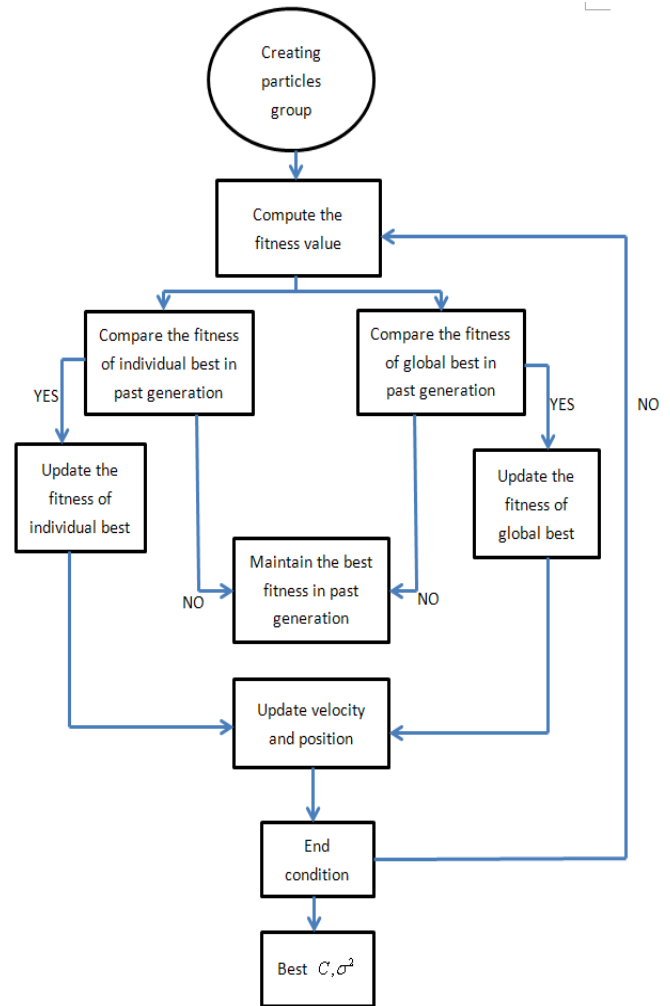 Creating
particles
group
Compute the
fitness value
Compare the fitness
of individual best in
past generation
Compare the fitness
of global best in
past generation
YES
YES
NO
Update the
fitness of
individual best
Update the
fitness of
global best
Maintain the best
fitness in past
generation
NO
NO
Update velocity
and position
End
condition
Best C,σ²